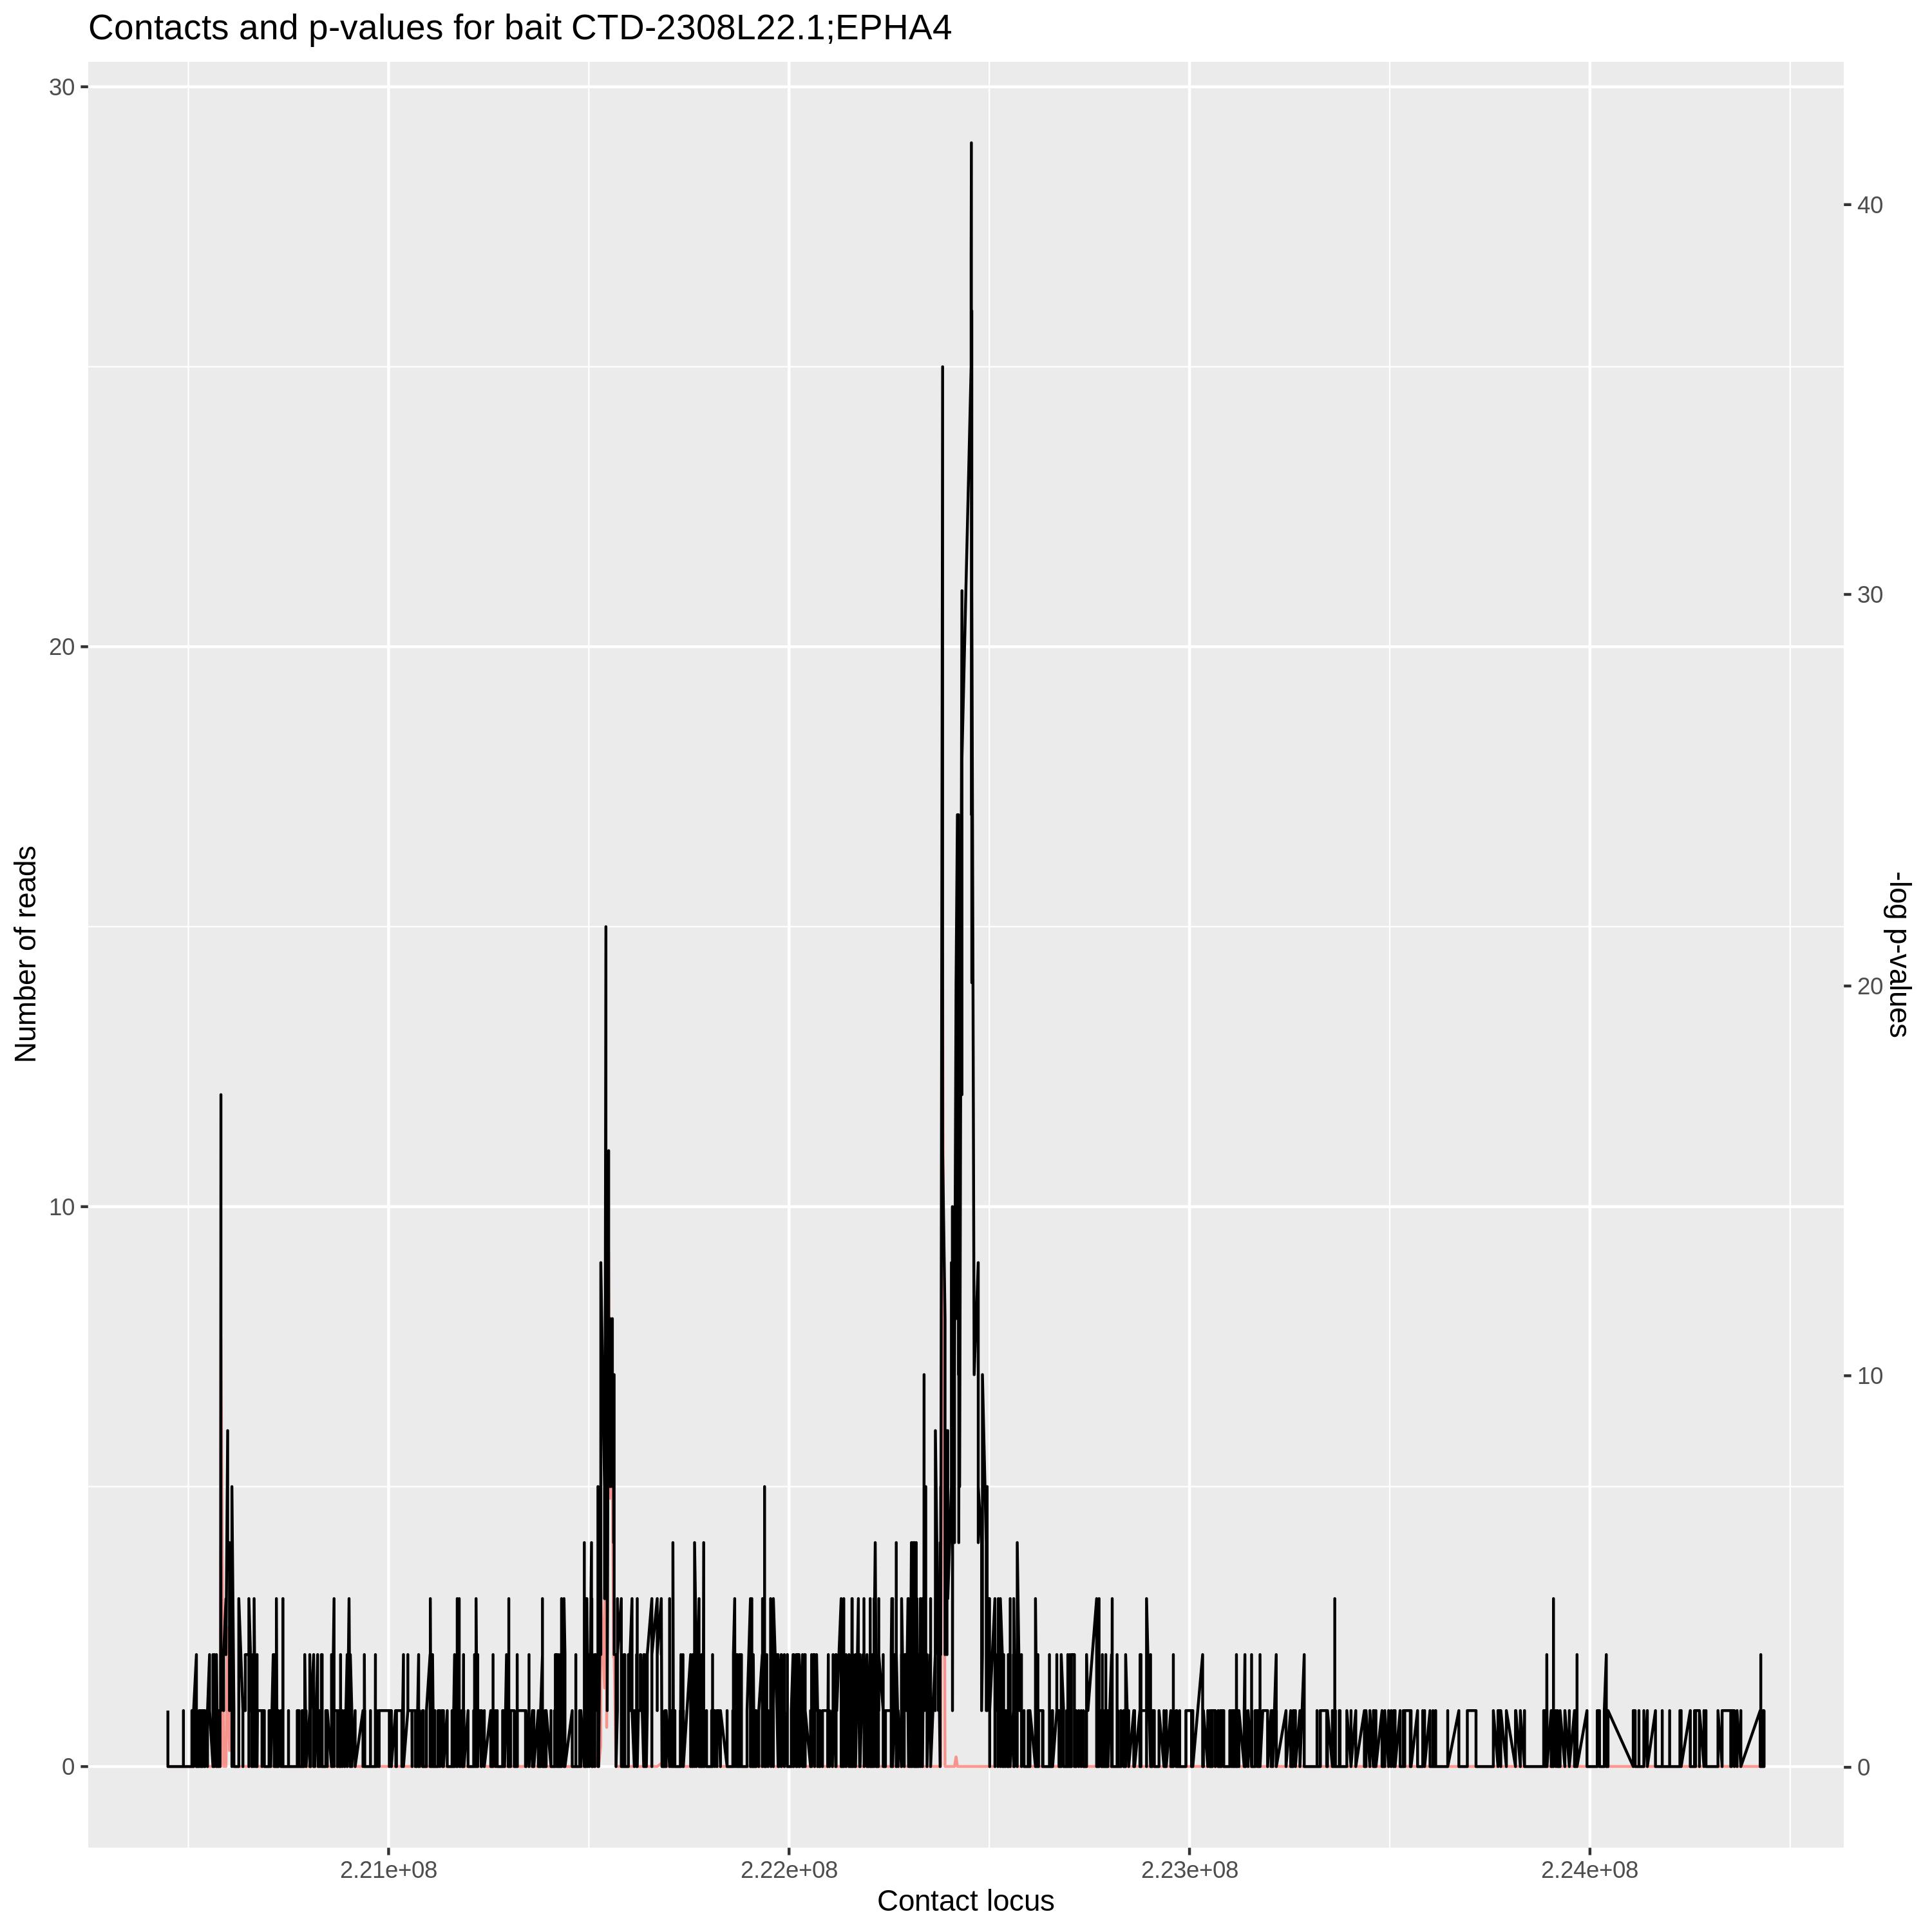 Contacts and p-values for bait CTD-2308L22.1;EPHA4
30
20
10
0
Number of reads
40
30
20
10
0
-log p-values
2.21e+08 2.22e+08 2.23e+08 2.24e+08
Contact locus